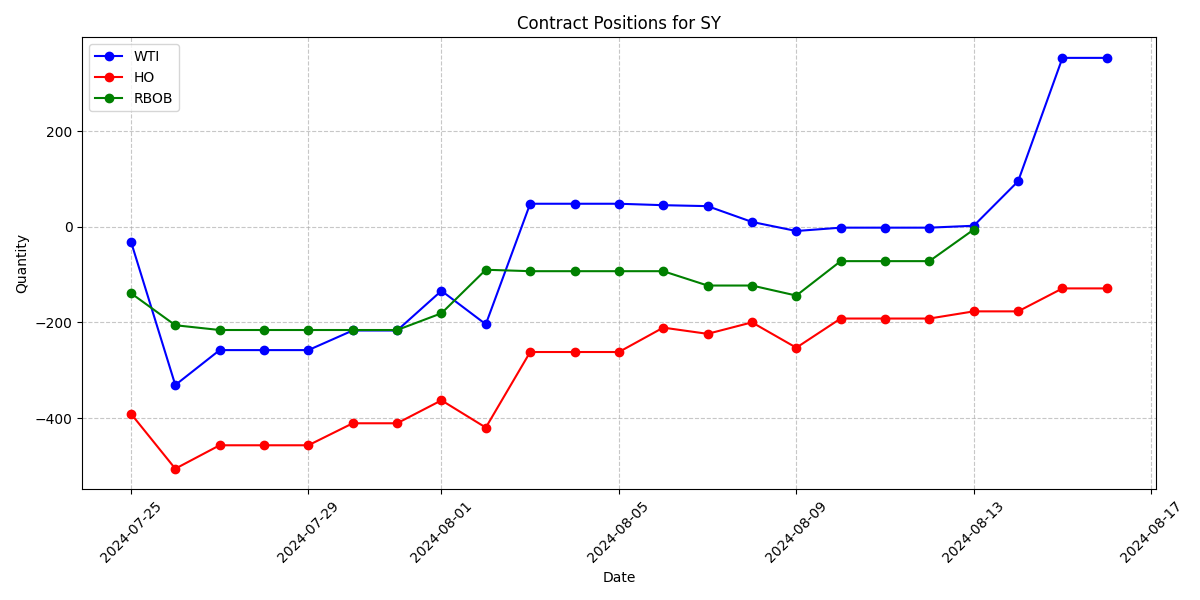 Contract Positions for SY
WTI
HO
RBOB
200
0
−200
−400
Quantity
2024-07-25
2024-07-29
2024-08-01
2024-08-05
2024-08-09
2024-08-13
2024-08-17
Date